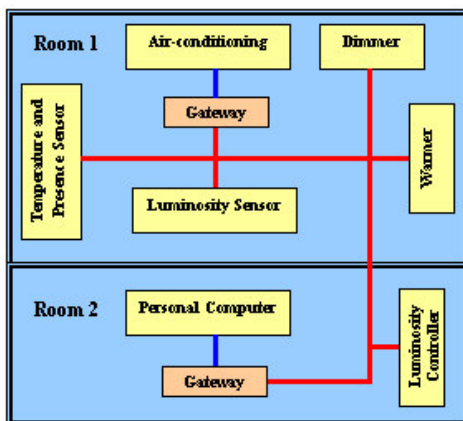 Room 1
Air-conditioning
Dimmer
Gateway
Temperature and
Presence Sensor
Warmer
Luminosity Sensor
Room 2
Personal Computer
Gateway
Luminosity
Controller